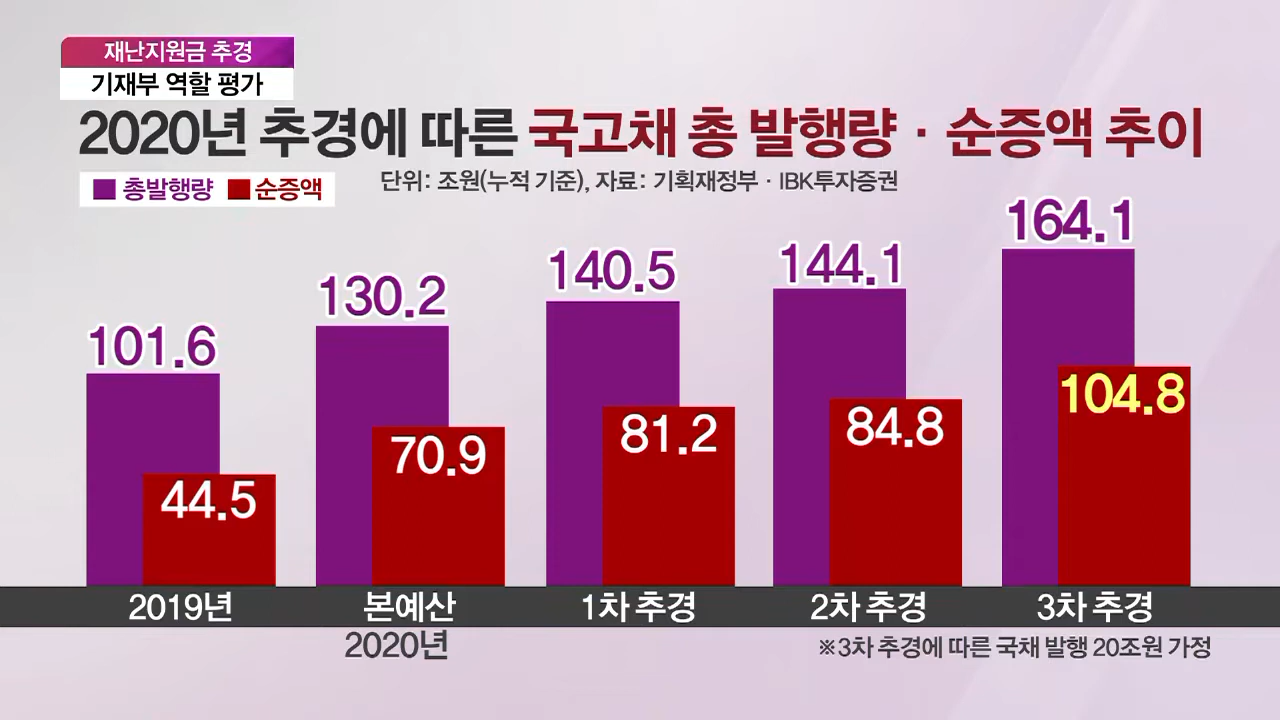 재난지원금 추경
기재부 역할 평가
2020년 추경에 따른 국고채 총 발행량 · 순증액 추이
총발행량 순증액
단위: 조원(누적 기준), 자료: 기획재정부 · IBK투자증권
101.6 130.2 140.5 144.1 164.1
44.5 70.9 81.2 84.8 104.8
2019년 본예산 1차 추경 2차 추경 3차 추경
2020년
※3차 추경에 따른 국채 발행 20조원 가정